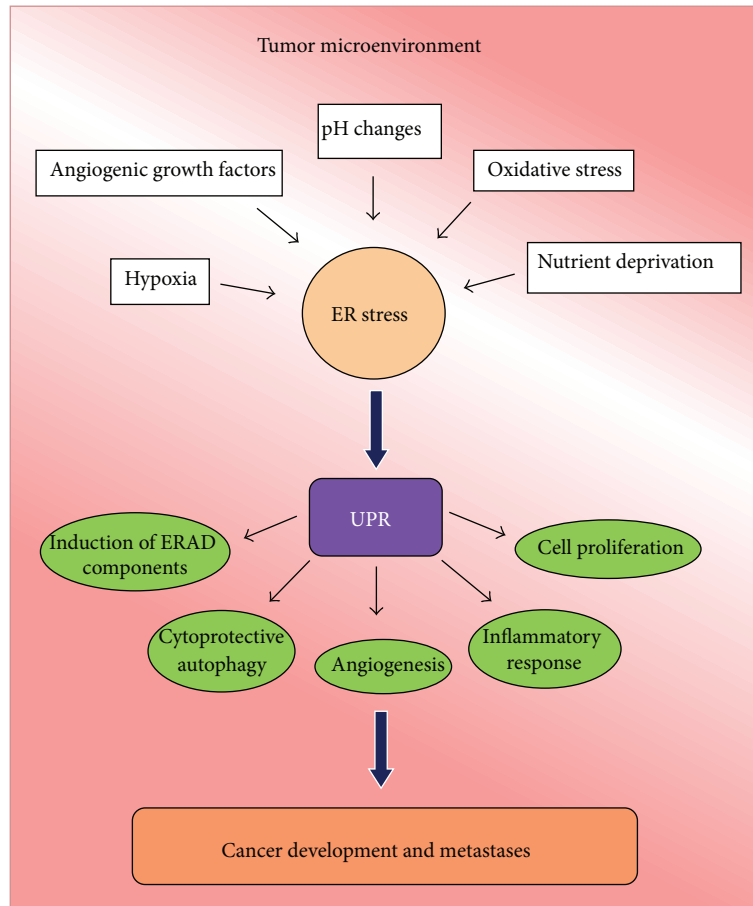 Tumor microenvironment
pH changes
Angiogenic growth factors
Oxidative stress
Hypoxia
Nutrient deprivation
ER stress
UPR
Induction of ERAD
components
Cell proliferation
Cytoprotective
autophagy
Angiogenesis
Inflammatory
response
Cancer development and metastases